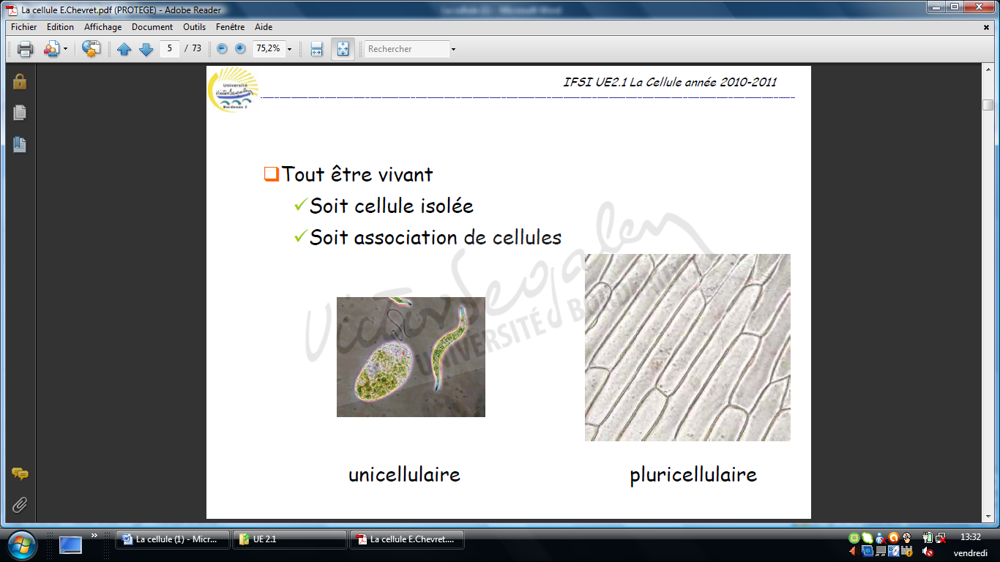 La cellule E.Chevret.pdf (PROTEGE) - Adobe Reader
Fichier Edition Affichage Document Outils Fenêtre Aide
5 / 73 75,2% Rechercher
Université
Victor Segalen
Bordeaux 2
IFSI UE2.1 La Cellule année 2010-2011
Tout être vivant
Soit cellule isolée
Soit association de cellules
Victor Segalen
UNIVERSITÉ BORDEAUX
unicellulaire
pluricellulaire
La cellule (1) - Micr...
UE 2.1
La cellule E.Chevret....
13:32
vendredi